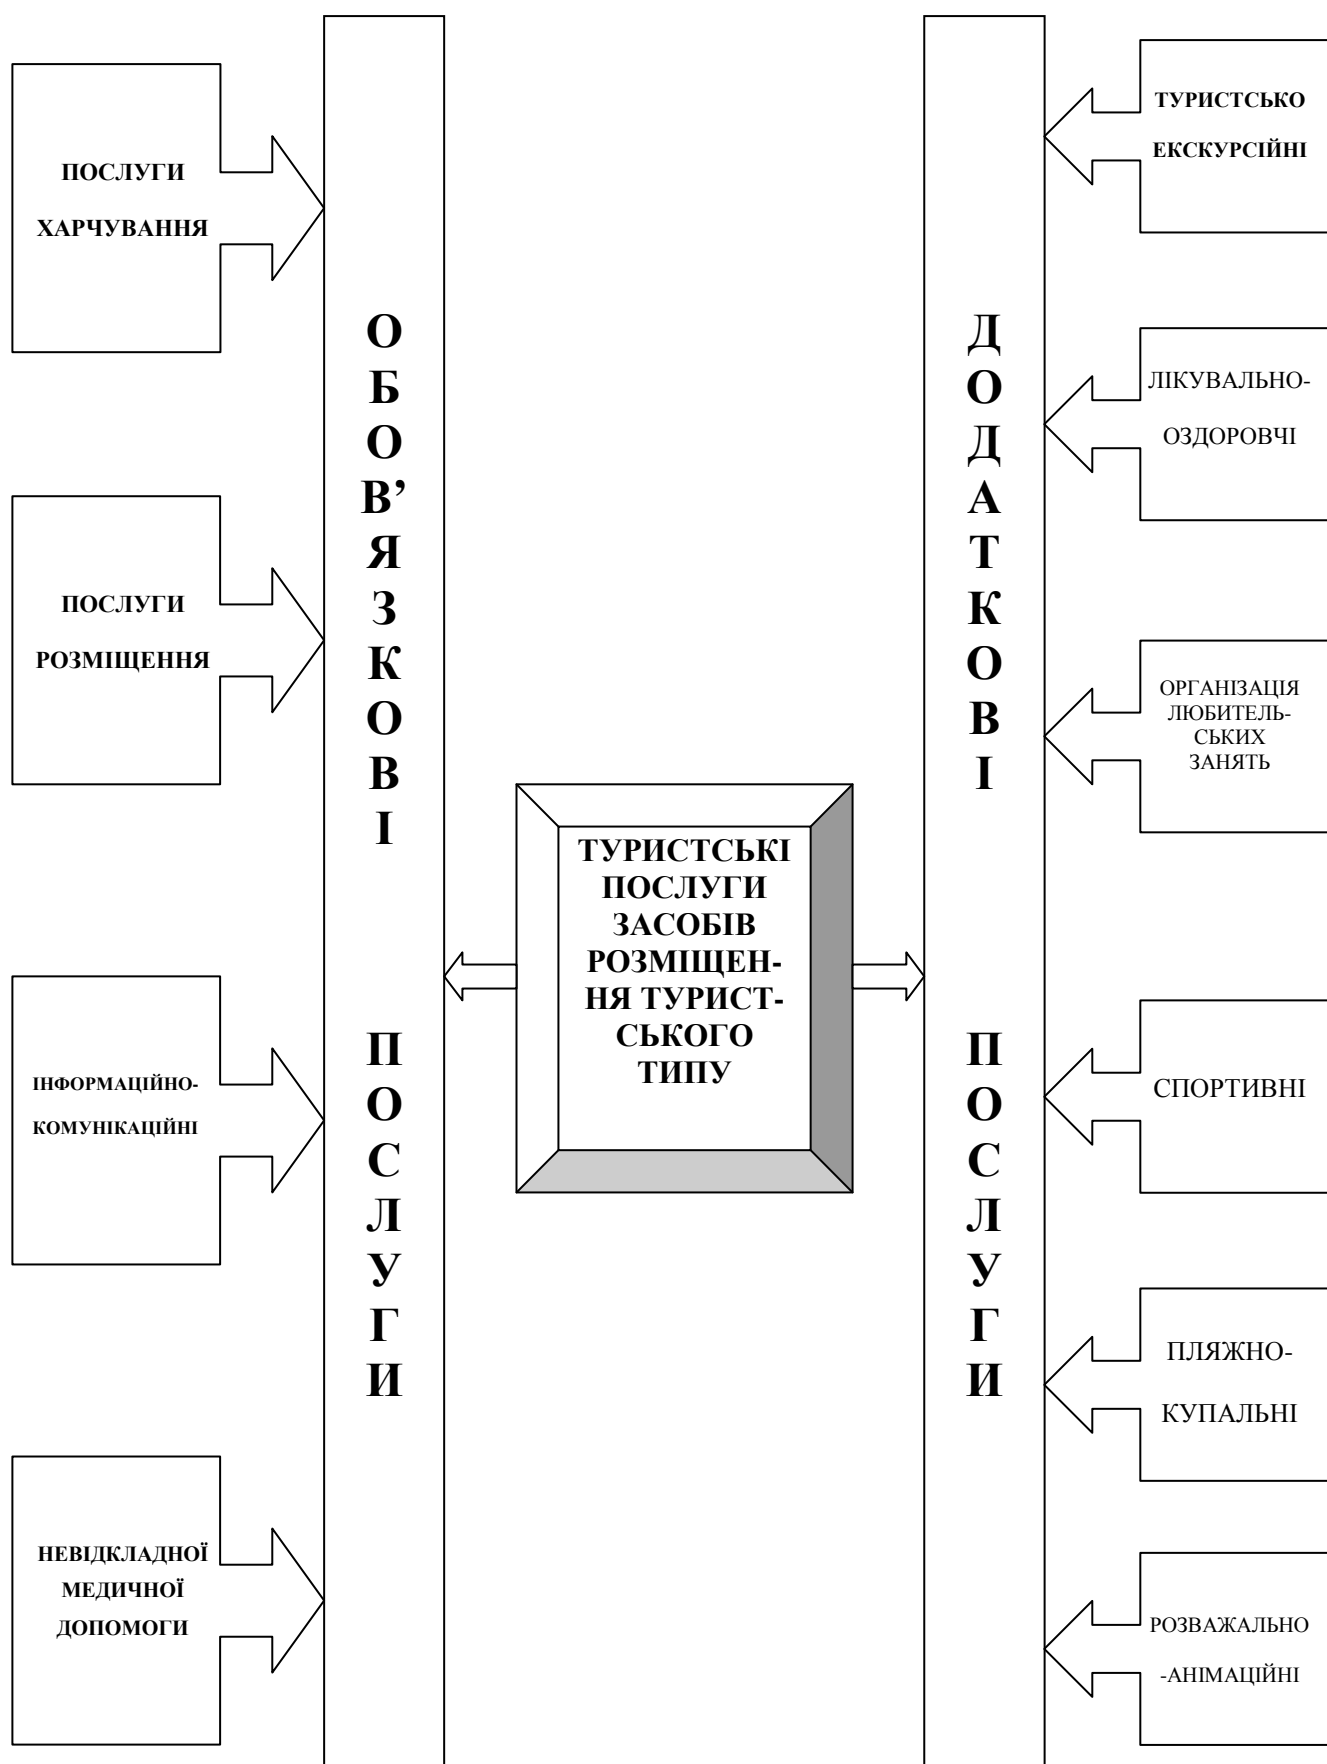 ПОСЛУГИ
ХАРЧУВАННЯ
ПОСЛУГИ
РОЗМІЩЕННЯ
ІНФОРМАЦІЙНО-
КОМУНІКАЦІЙНІ
НЕВІДКЛАДНОЇ
МЕДИЧНОЇ
ДОПОМОГИ
О
Б
О
В’
Я
З
К
О
В
І
П
О
С
Л
У
Г
И
ТУРИСТСЬКІ
ПОСЛУГИ
ЗАСОБІВ
РОЗМІЩЕН-
НЯ ТУРИСТ-
СЬКОГО
ТИПУ
Д
О
Д
А
Т
К
О
В
І
П
О
С
Л
У
Г
И
ТУРИСТСЬКО
ЕКСКУРСІЙНІ
ЛІКУВАЛЬНО-
ОЗДОРОВЧІ
ОРГАНІЗАЦІЯ
ЛЮБИТЕЛЬ-
СЬКИХ
ЗАНЯТЬ
СПОРТИВНІ
ПЛЯЖНО-
КУПАЛЬНІ
РОЗВАЖАЛЬНО
-АНІМАЦІЙНІ